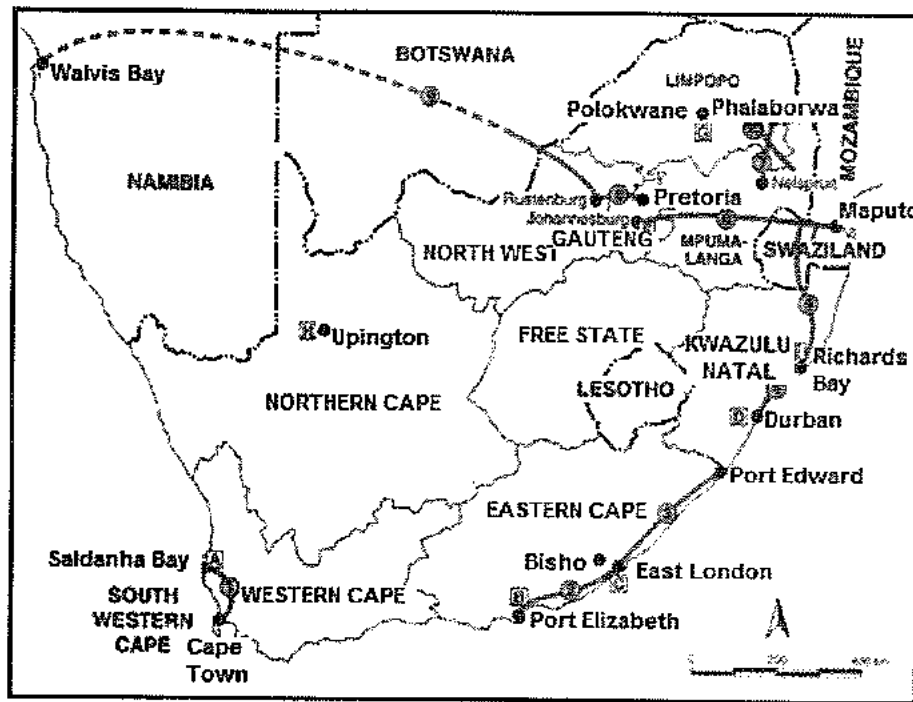 BOTSWANA
Walvis Bay
LIMPOPO
MOZAMBIQUE
Polokwane
Phalaborwa
NAMIBIA
Nelspruit
Rustenburg
Pretoria
Johannesburg
Maputo
GAUTENG
NORTH WEST
MPUMA-
LANGA
SWAZILAND
Upington
FREE STATE
KWAZULU
NATAL
Richards
Bay
LESOTHO
NORTHERN CAPE
D
Durban
Port Edward
EASTERN CAPE
Saldanha Bay
A
Bisho
East London
C
SOUTH
WESTERN
CAPE
WESTERN CAPE
Port Elizabeth
Cape
Town